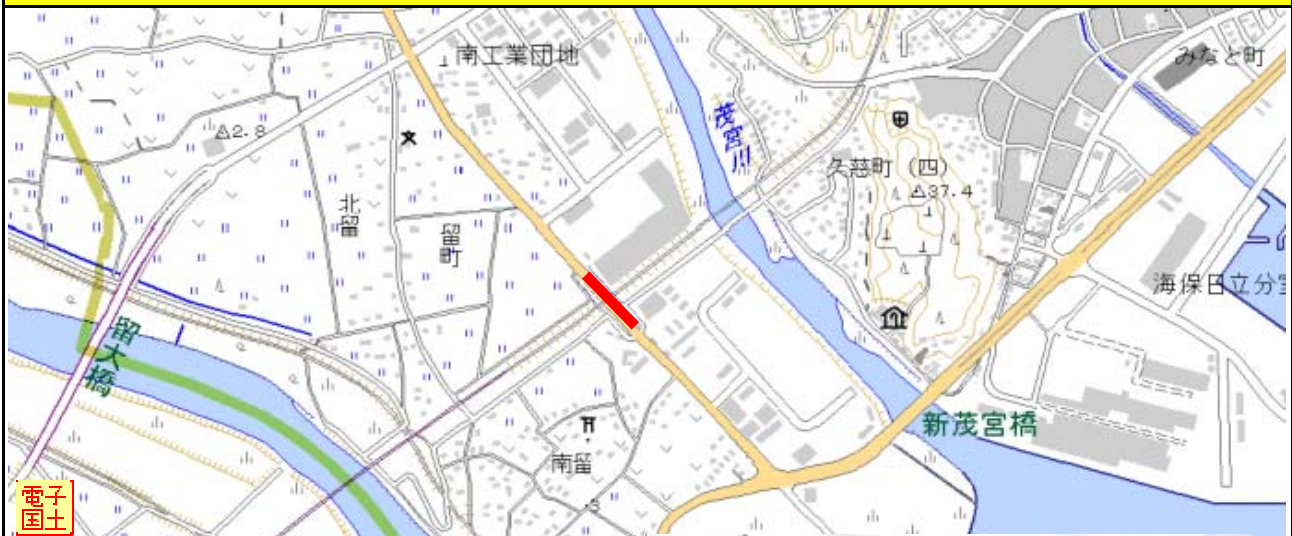 南工業団地
みなと町
茂宮川
△2.8
久慈町(四)
△37.4
北留
留町
海保日立分室
留大橋
新茂宮橋
南留
・3
電子
国土